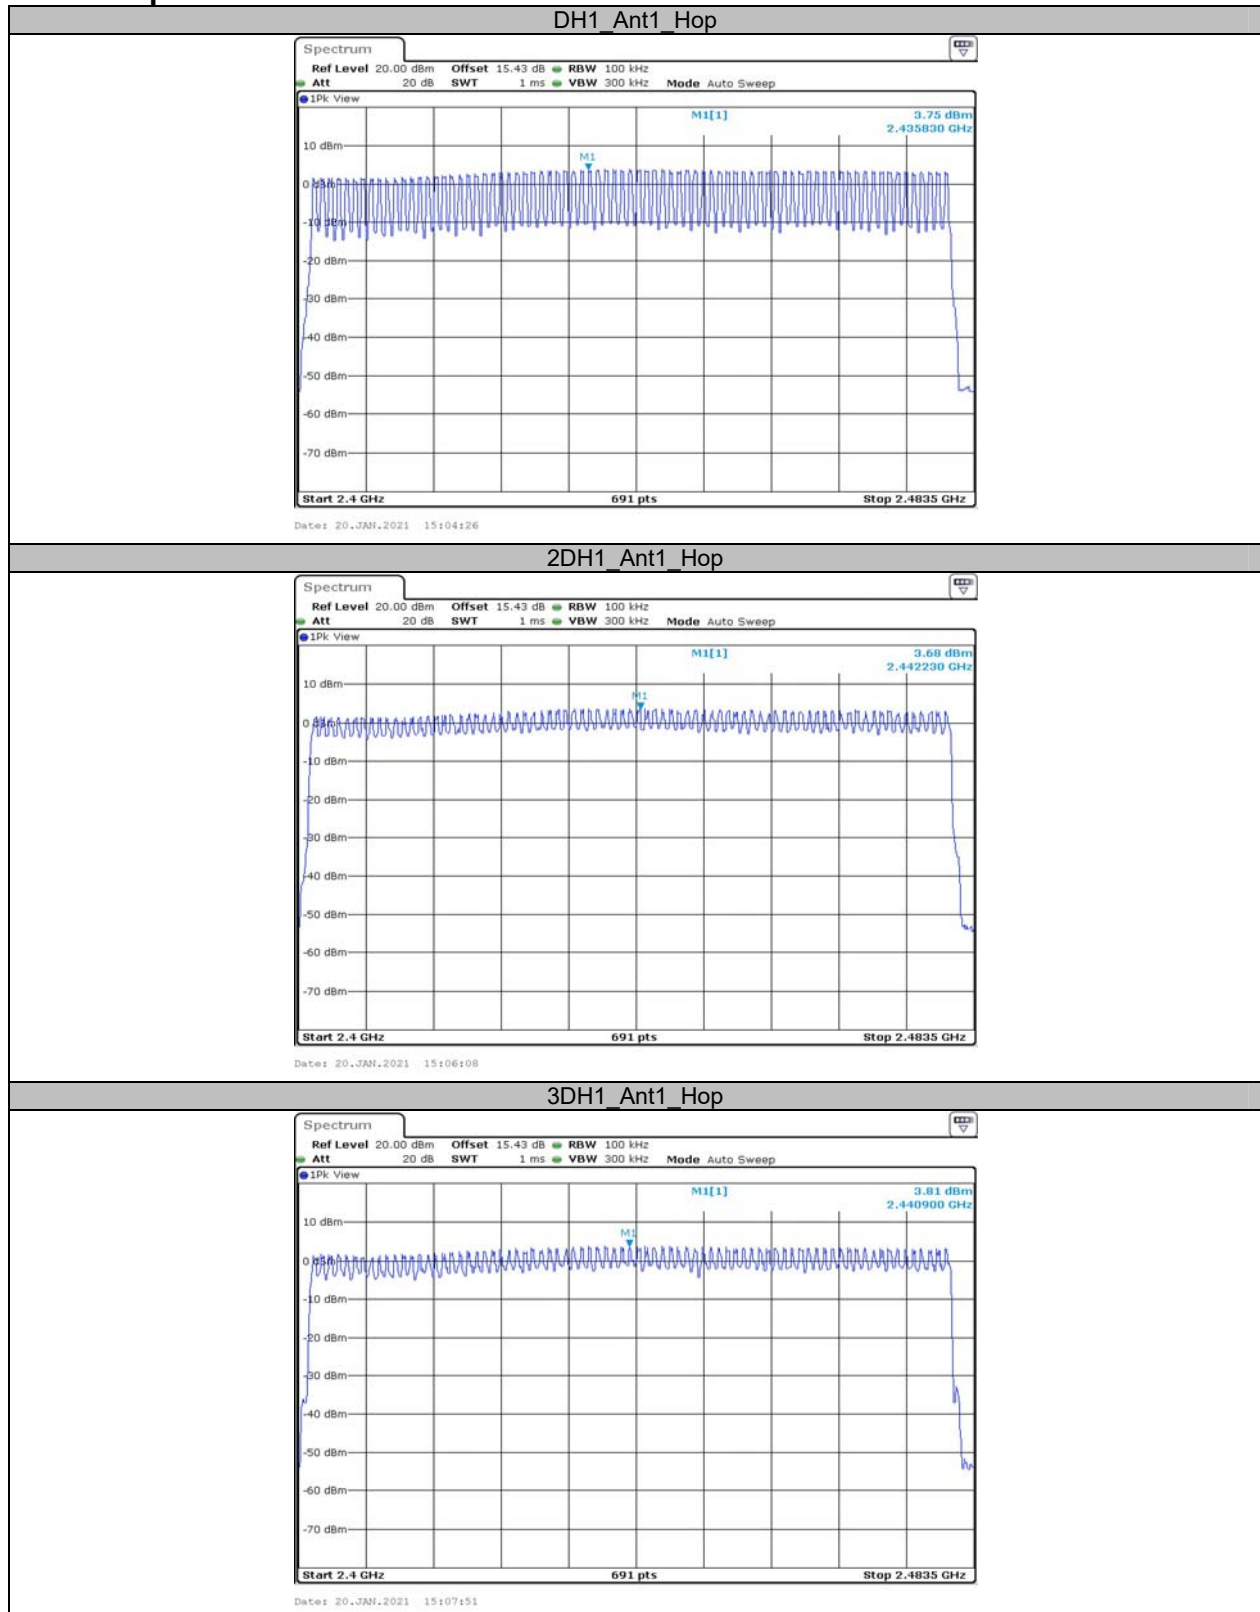 DH1_Ant1_Hop
Spectrum
Ref Level 20.00 dBm Offset 15.43 dB RBW 100 kHz
Att 20 dB SWT 1 ms VBW 300 kHz Mode Auto Sweep
1Pk View
M1[1] 3.75 dBm
2.435830 GHz
10 dBm
M1
0 dBm
-10 dBm
-20 dBm
-30 dBm
-40 dBm
-50 dBm
-60 dBm
-70 dBm
Start 2.4 GHz 691 pts Stop 2.4835 GHz
Date: 20.JAN.2021 15:04:26
2DH1_Ant1_Hop
Spectrum
Ref Level 20.00 dBm Offset 15.43 dB RBW 100 kHz
Att 20 dB SWT 1 ms VBW 300 kHz Mode Auto Sweep
1Pk View
M1[1] 3.68 dBm
2.442230 GHz
10 dBm
M1
0 dBm
-10 dBm
-20 dBm
-30 dBm
-40 dBm
-50 dBm
-60 dBm
-70 dBm
Start 2.4 GHz 691 pts Stop 2.4835 GHz
Date: 20.JAN.2021 15:06:08
3DH1_Ant1_Hop
Spectrum
Ref Level 20.00 dBm Offset 15.43 dB RBW 100 kHz
Att 20 dB SWT 1 ms VBW 300 kHz Mode Auto Sweep
1Pk View
M1[1] 3.81 dBm
2.440900 GHz
10 dBm
M1
0 dBm
-10 dBm
-20 dBm
-30 dBm
-40 dBm
-50 dBm
-60 dBm
-70 dBm
Start 2.4 GHz 691 pts Stop 2.4835 GHz
Date: 20.JAN.2021 15:07:51